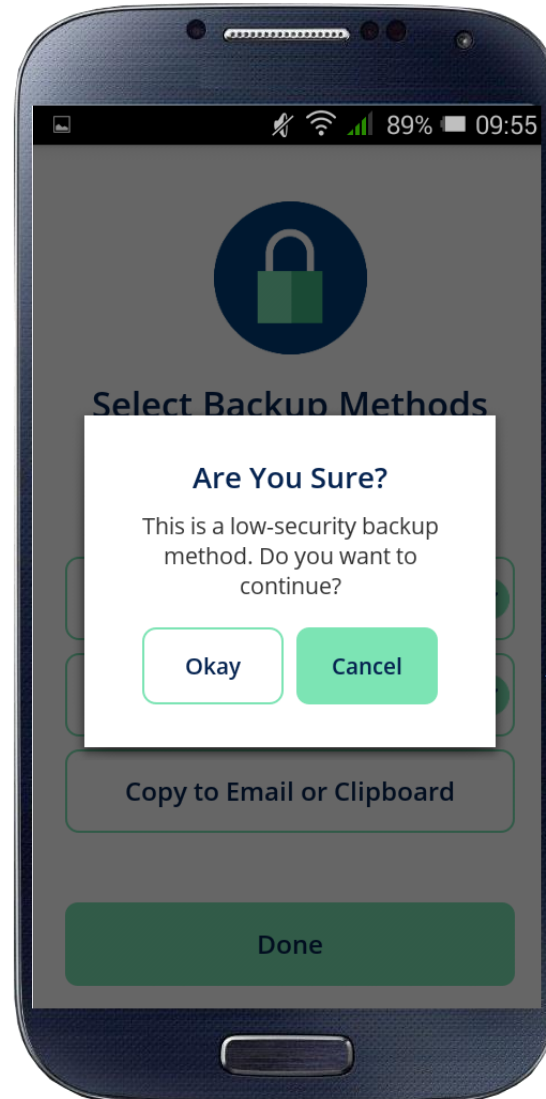 89% 09:55
Select Backup Methods
Are You Sure?
This is a low-security backup
method. Do you want to
continue?
Okay Cancel
Copy to Email or Clipboard
Done